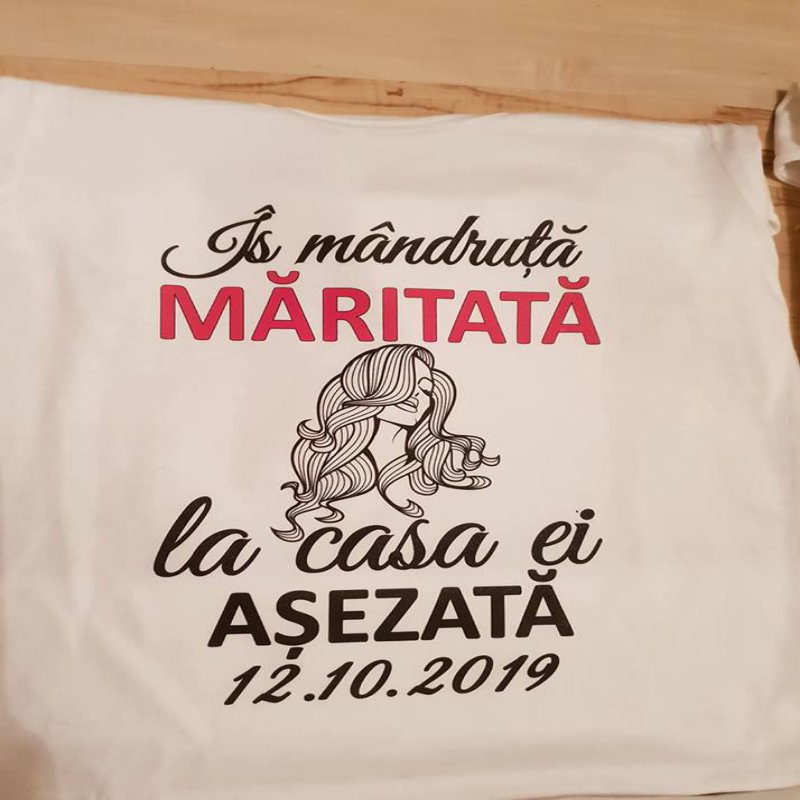 Îs mândruță
MĂRITATĂ
la casa ei
AȘEZATĂ
12.10.2019